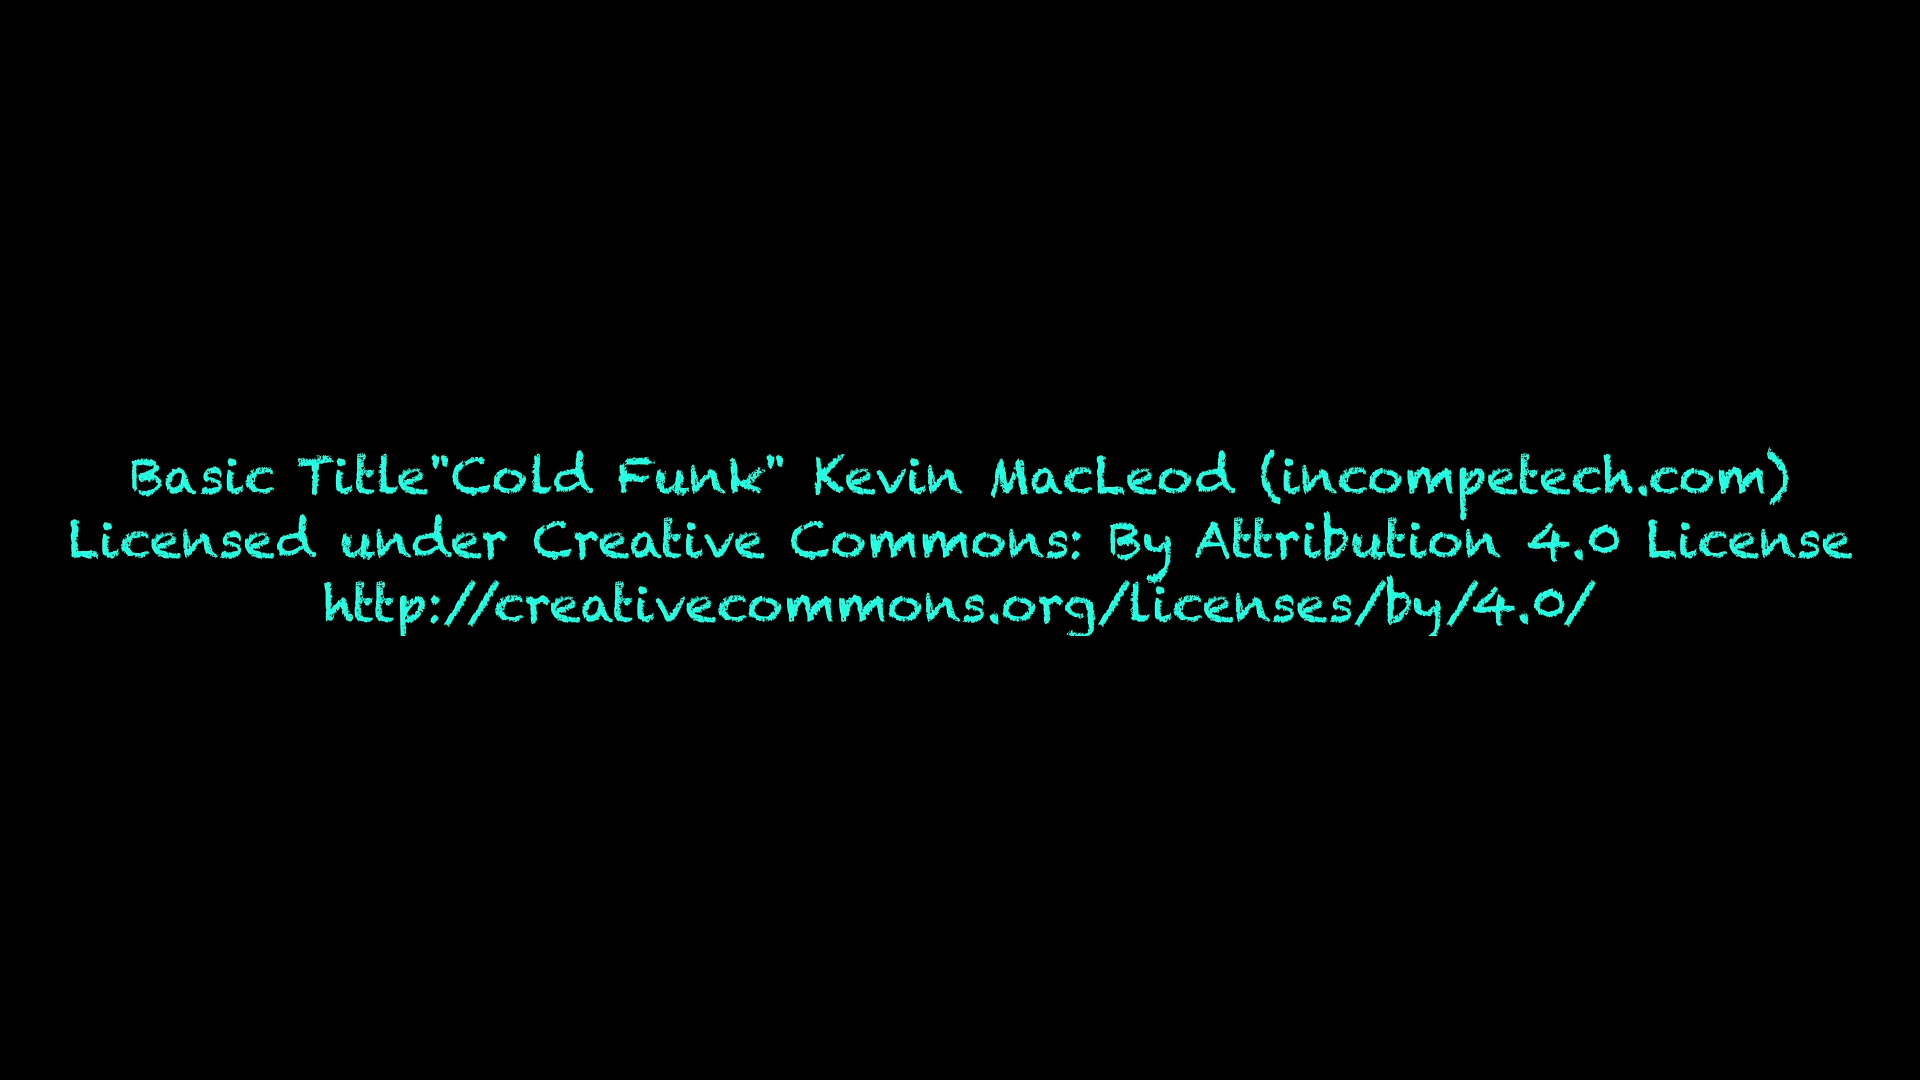 Basic Title"Cold Funk" Kevin MacLeod (incompetech.com)
Licensed under Creative Commons: By Attribution 4.0 License
http://creativecommons.org/licenses/by/4.0/